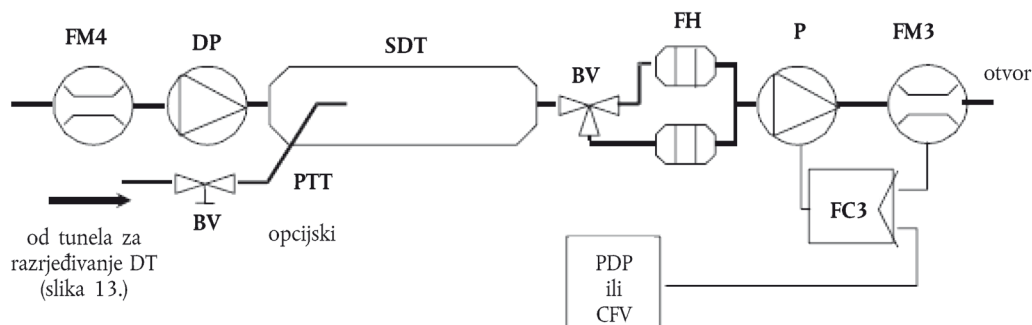 FM4
DP
SDT
BV
FH
P
FM3
otvor
PTT
BV
opcijski
od tunela za
razrjeđivanje DT
(slika 13.)
FC3
PDP
ili
CFV